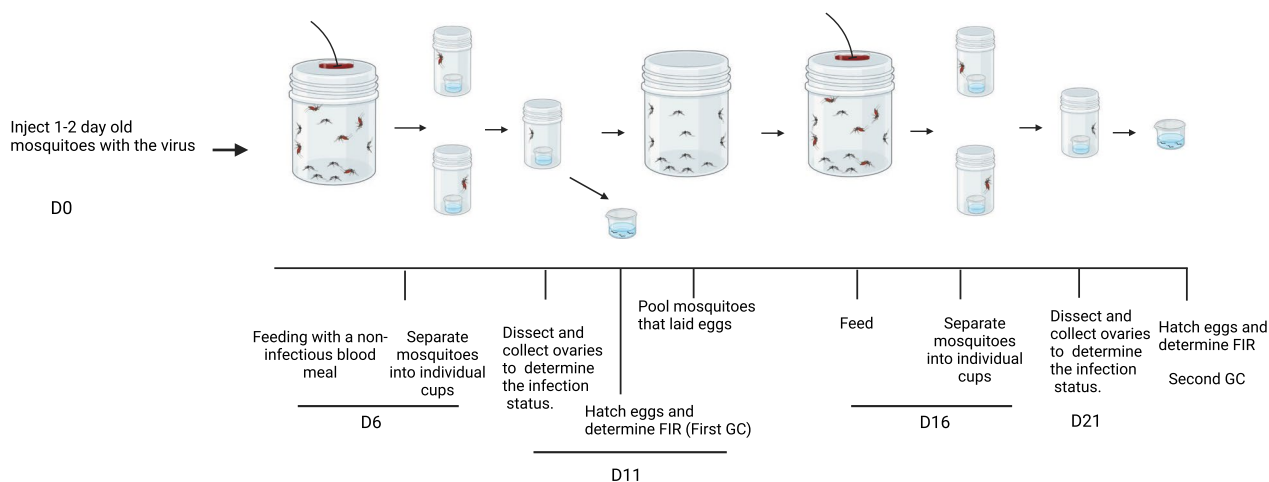 Inject 1-2 day old
mosquitoes with the virus
D0
Feeding with a non-
infectious blood
meal
Separate
mosquitoes
into individual
cups
D6
Dissect and
collect ovaries
to determine
the infection
status.
Hatch eggs and
determine FIR (First GC)
D11
Pool mosquitoes
that laid eggs
Feed
Separate
mosquitoes
into individual
cups
D16
Dissect and
collect ovaries
to determine
the infection
status.
D21
Hatch eggs and
determine FIR
Second GC